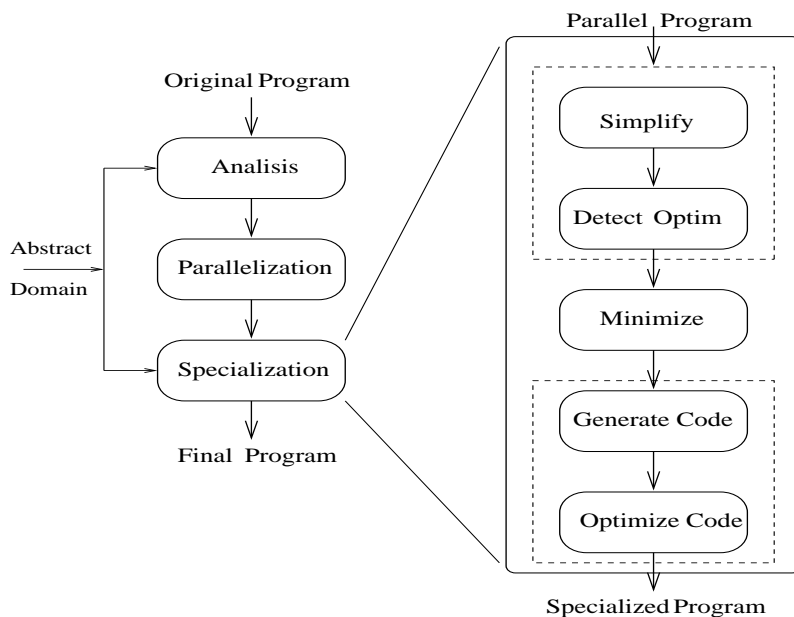 Original Program
Analisis
Abstract
Domain
Parallelization
Specialization
Final Program
Parallel Program
Simplify
Detect Optim
Minimize
Generate Code
Optimize Code
Specialized Program